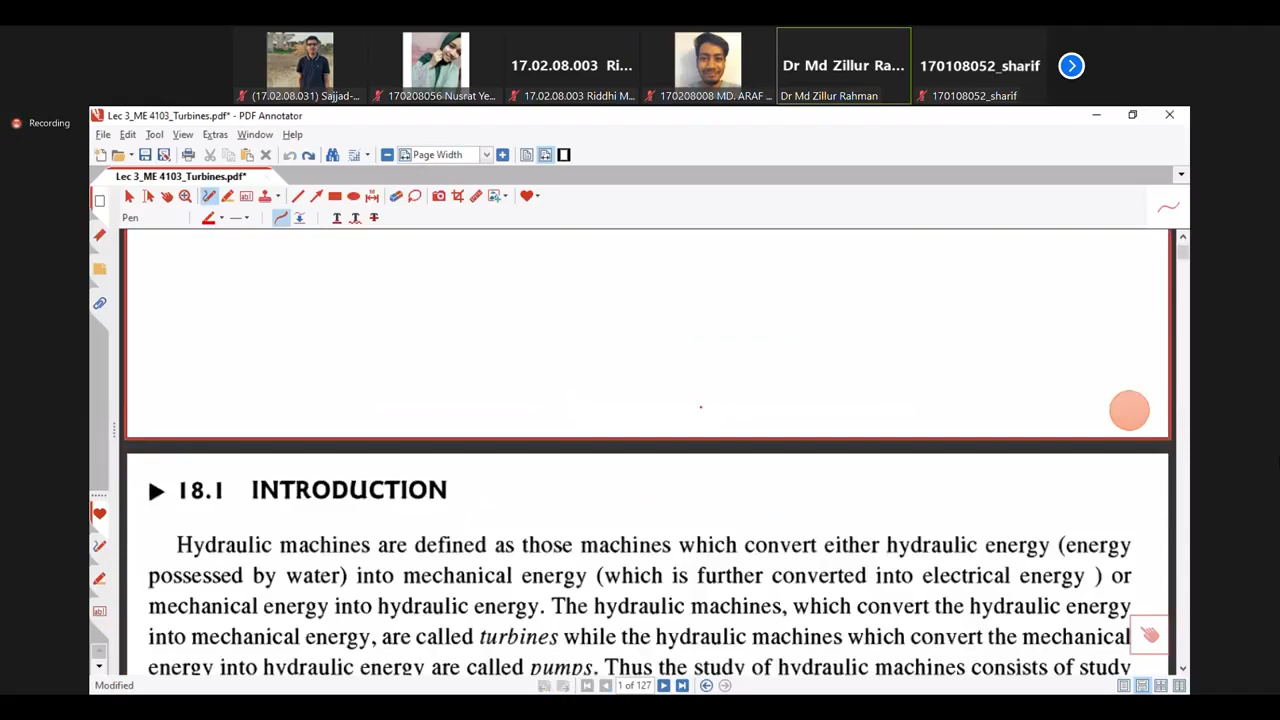 17.02.08.003 Ri...
Dr Md Zillur Ra...
170108052_sharif
(17.02.08.031) Sajjad-...
170208056 Nusrat Ye...
17.02.08.003 Riddhi M...
170208008 MD. ARAF ...
Dr Md Zillur Rahman
170108052_sharif
Recording
Lec 3_ME 4103_Turbines.pdf* - PDF Annotator
File Edit Tool View Extras Window Help
Page Width
Lec 3_ME 4103_Turbines.pdf*
Pen
18.1 INTRODUCTION
Hydraulic machines are defined as those machines which convert either hydraulic energy (energy
possessed by water) into mechanical energy (which is further converted into electrical energy ) or
mechanical energy into hydraulic energy. The hydraulic machines, which convert the hydraulic energy
into mechanical energy, are called turbines while the hydraulic machines which convert the mechanical
energy into hydraulic energy are called pumps. Thus the study of hydraulic machines consists of study
Modified
1 of 127